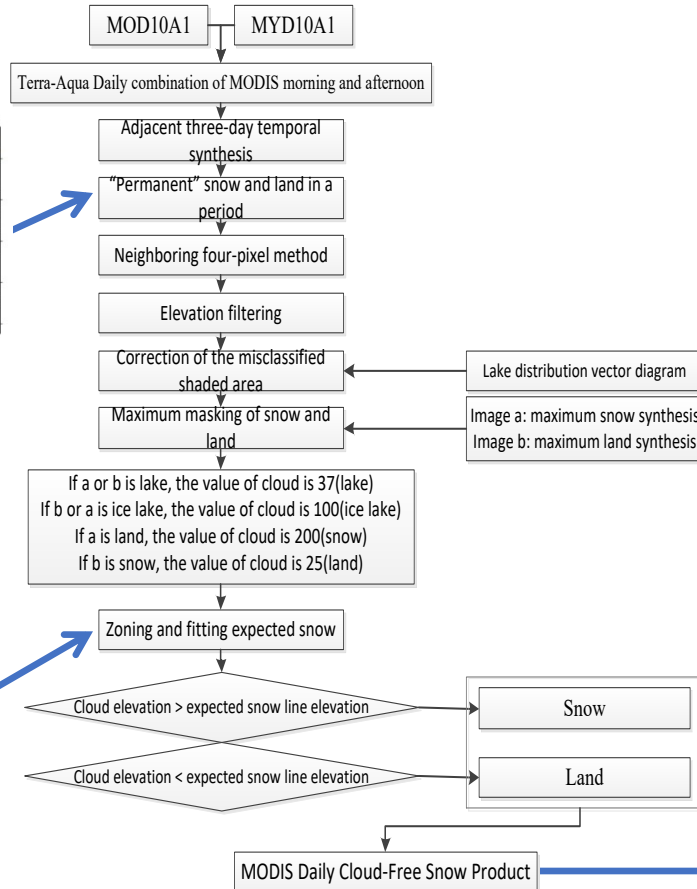 MOD10A1
MYD10A1
Terra-Aqua Daily combination of MODIS morning and afternoon
Adjacent three-day temporal
synthesis
"Permanent" snow and land in a
period
Neighboring four-pixel method
Elevation filtering
Correction of the misclassified
shaded area
Lake distribution vector diagram
Maximum masking of snow and
land
Image a: maximum snow synthesis
Image b: maximum land synthesis
If a or b is lake, the value of cloud is 37(lake)
If b or a is ice lake, the value of cloud is 100(ice lake)
If a is land, the value of cloud is 200(snow)
If b is snow, the value of cloud is 25(land)
Zoning and fitting expected snow
Cloud elevation > expected snow line elevation
Snow
Cloud elevation < expected snow line elevation
Land
MODIS Daily Cloud-Free Snow Product